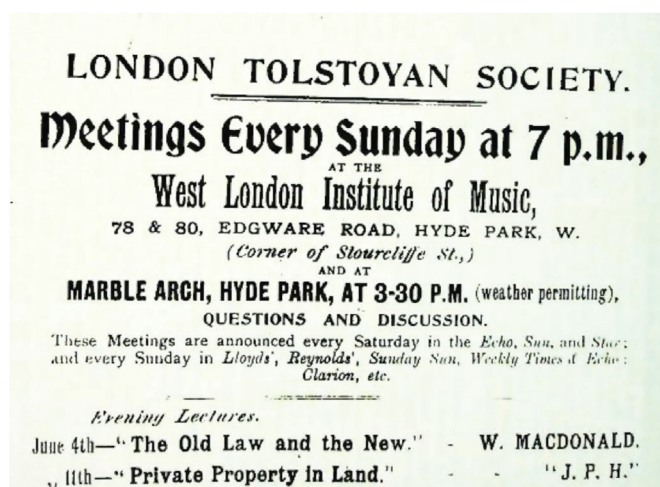 LONDON TOLSTOYAN SOCIETY.
Meetings Every Sunday at 7 p.m.,
AT THE
West London Institute of Music,
78 & 80, EDGWARE ROAD, HYDE PARK, W.
(Corner of Stourcliffe St.,)
AND AT
MARBLE ARCH, HYDE PARK, AT 3-30 P.M. (weather permitting),
QUESTIONS AND DISCUSSION.
These Meetings are announced every Saturday in the Echo, Sun, and Star;
and every Sunday in Lloyds', Reynolds', Sunday Sun, Weekly Times & Echo;
Clarion, etc.
Evening Lectures.
June 4th—“ The Old Law and the New." - W. MACDONALD.
„ 11th—“ Private Property in Land." - - "J. P. H."